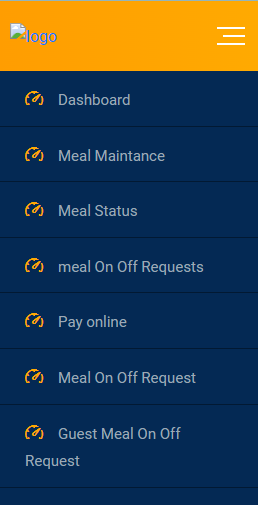 logo
Dashboard
Meal Maintance
Meal Status
meal On Off Requests
Pay online
Meal On Off Request
Guest Meal On Off
Request